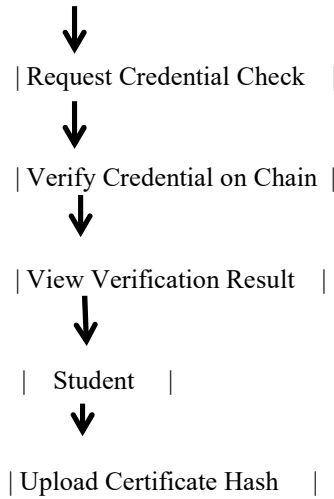 | Request Credential Check |
| Verify Credential on Chain |
| View Verification Result |
| Student |
| Upload Certificate Hash |